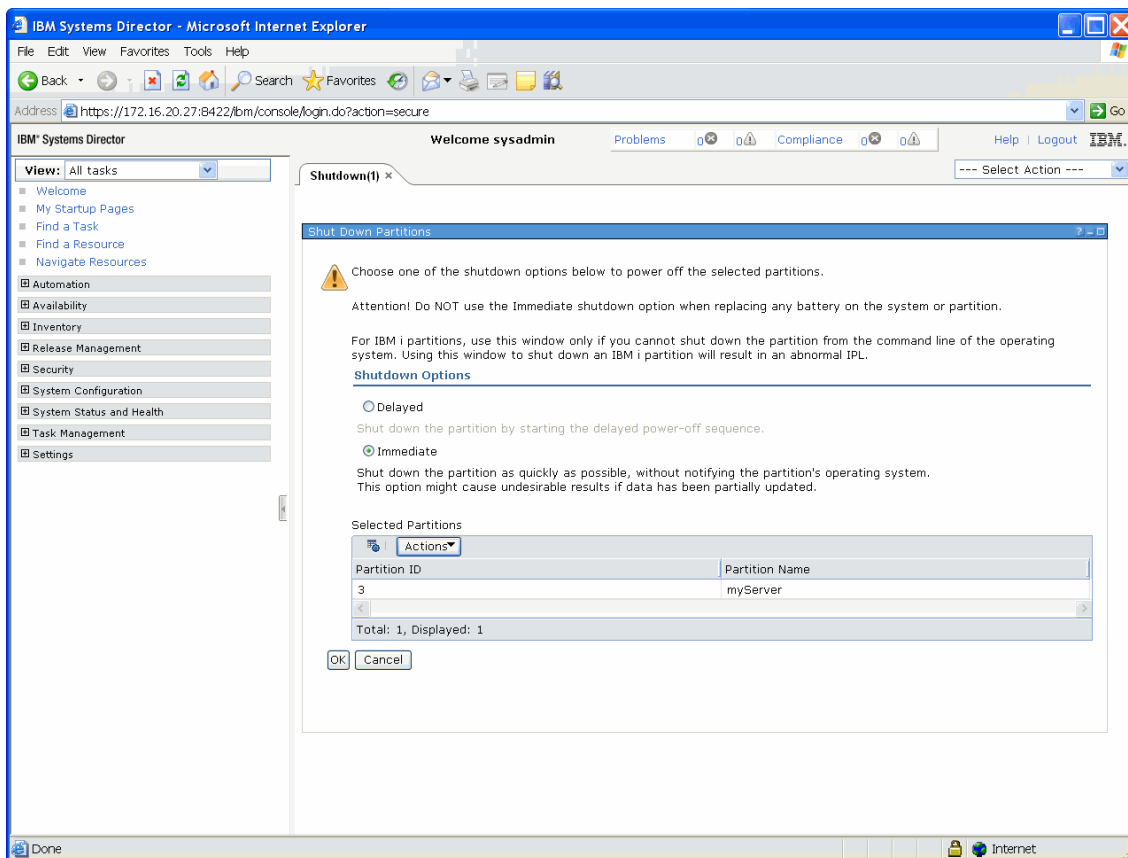 IBM Systems Director - Microsoft Internet Explorer
File Edit View Favorites Tools Help
Back Search Favorites
Address https://172.16.20.27:8422/ibm/console/login.do?action=secure Go
IBM® Systems Director Welcome sysadmin Problems 0 0 Compliance 0 0 Help | Logout IBM.
View: All tasks
Shutdown(1) × --- Select Action ---
Welcome
My Startup Pages
Find a Task
Find a Resource
Navigate Resources
Automation
Availability
Inventory
Release Management
Security
System Configuration
System Status and Health
Task Management
Settings
Shut Down Partitions ?
Choose one of the shutdown options below to power off the selected partitions.
Attention! Do NOT use the Immediate shutdown option when replacing any battery on the system or partition.
For IBM i partitions, use this window only if you cannot shut down the partition from the command line of the operating
system. Using this window to shut down an IBM i partition will result in an abnormal IPL.
Shutdown Options
Delayed
Shut down the partition by starting the delayed power-off sequence.
Immediate
Shut down the partition as quickly as possible, without notifying the partition's operating system.
This option might cause undesirable results if data has been partially updated.
Selected Partitions
Actions
Partition ID Partition Name
3 myServer
Total: 1, Displayed: 1
OK Cancel
Done Internet